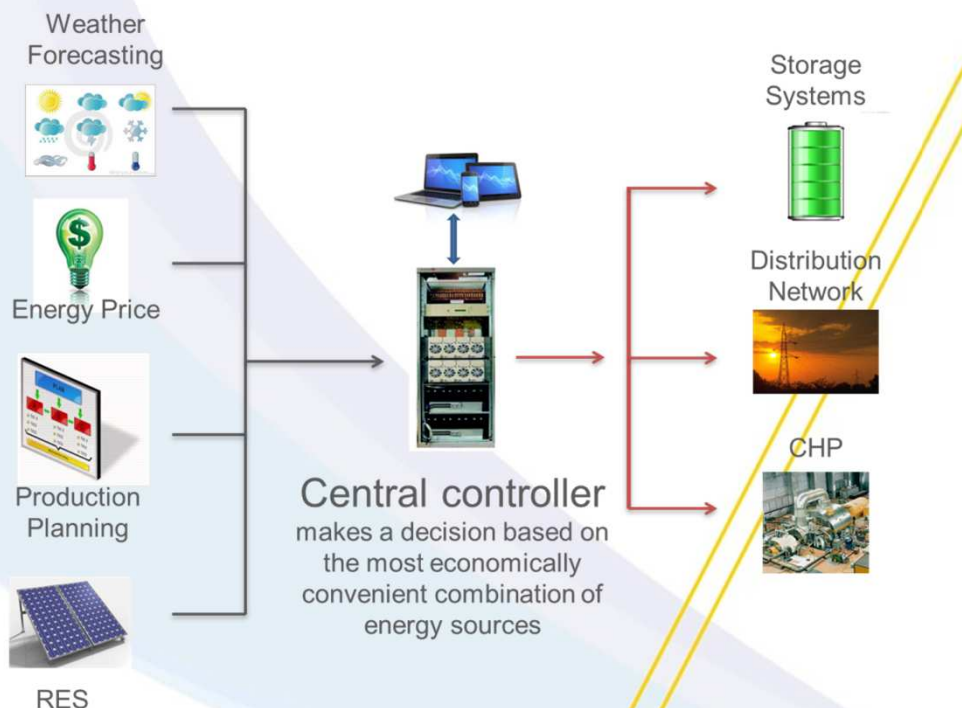 Weather
Forecasting
$
Energy Price
Production
Planning
RES
Central controller
makes a decision based on
the most economically
convenient combination of
energy sources
Storage
Systems
Distribution
Network
CHP